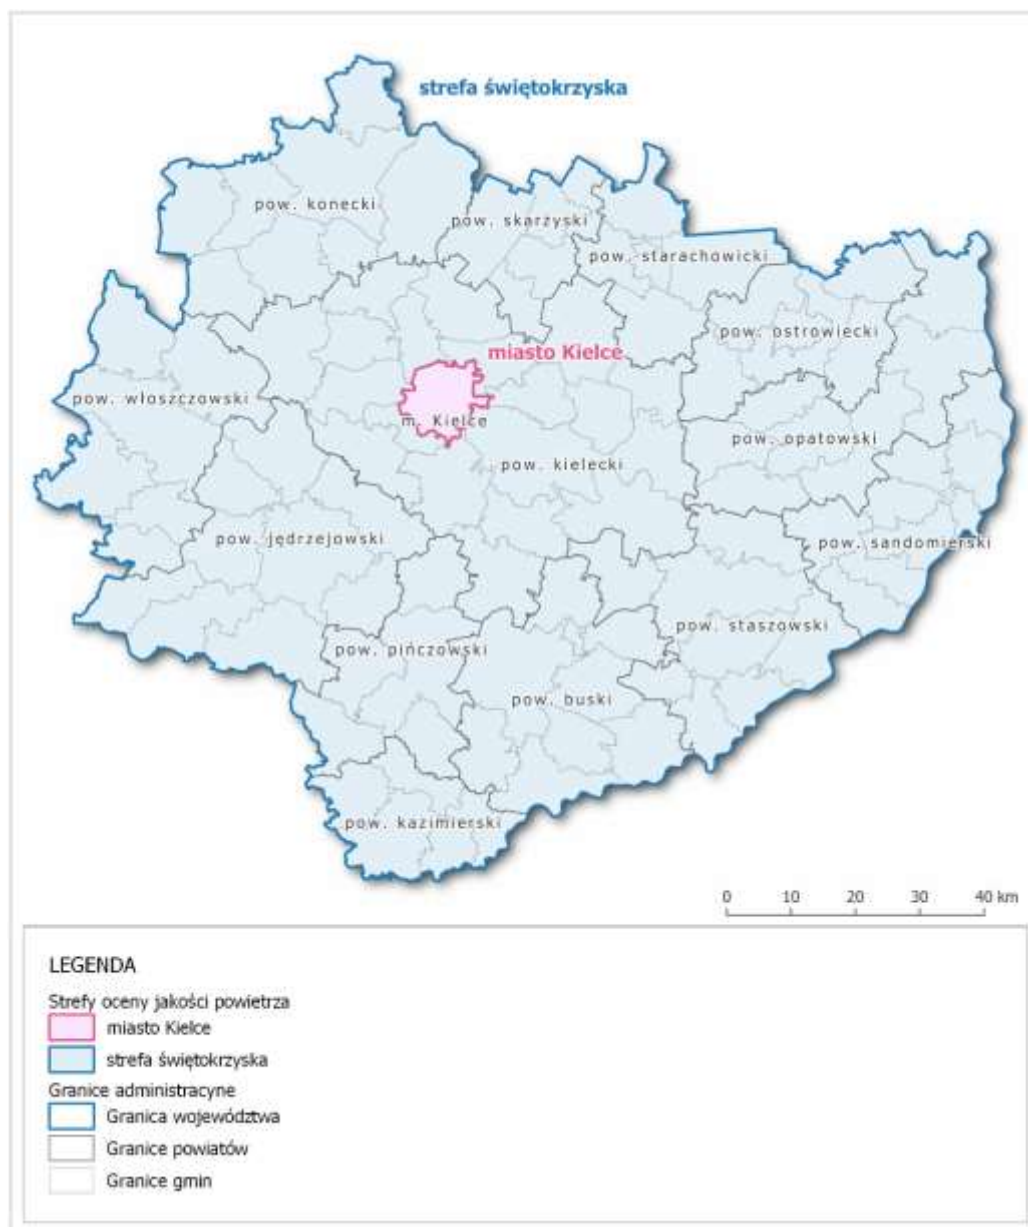 strefa świętokrzyska
pow. konecki
pow. skarżyski
pow. starachowicki
pow. ostrowiecki
miasto Kielce
pow. włoszczowski
m. Kielce
pow. opatowski
pow. kielecki
pow. jędrzejowski
pow. sandomierski
pow. staszowski
pow. pińczowski
pow. buski
pow. kazimierski
0 10 20 30 40 km
LEGENDA
Strefy oceny jakości powietrza
miasto Kielce
strefa świętokrzyska
Granice administracyjne
Granica województwa
Granice powiatów
Granice gmin